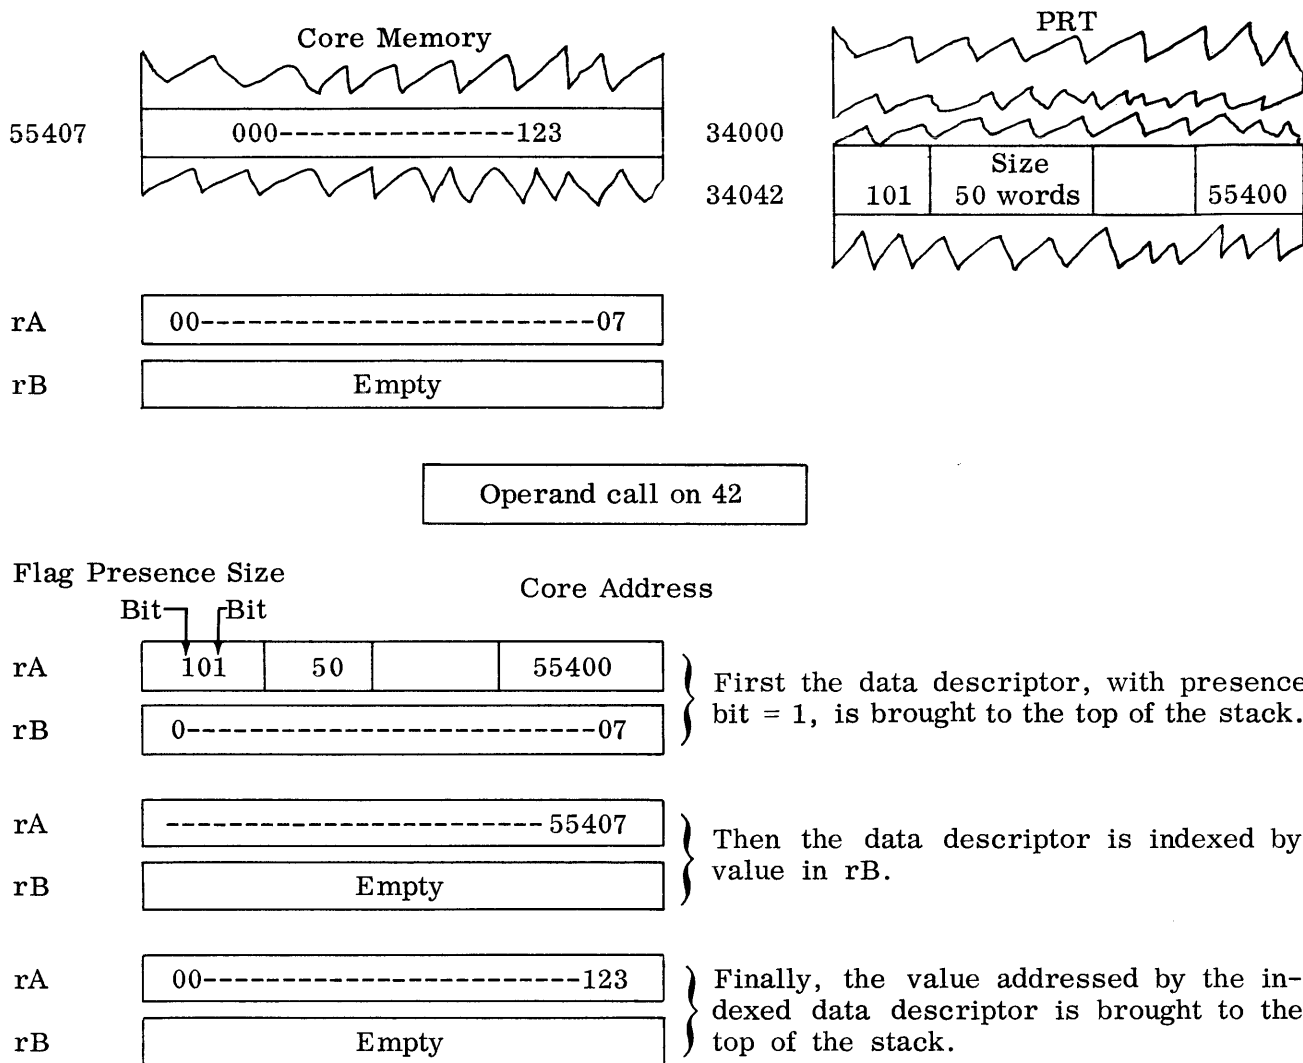 Core Memory
PRT
55407
000--------------123
34000
34042
101
Size
50 words
55400
rA
00-------------------------07
rB
Empty
Operand call on 42
Flag Presence Size
Bit
Bit
Core Address
rA
101
50
55400
First the data descriptor, with presence
bit = 1, is brought to the top of the stack.
rB
0--------------------------07
rA
------------------------55407
Then the data descriptor is indexed by
value in rB.
rB
Empty
rA
00------------------------123
Finally, the value addressed by the in-
dexed data descriptor is brought to the
top of the stack.
rB
Empty